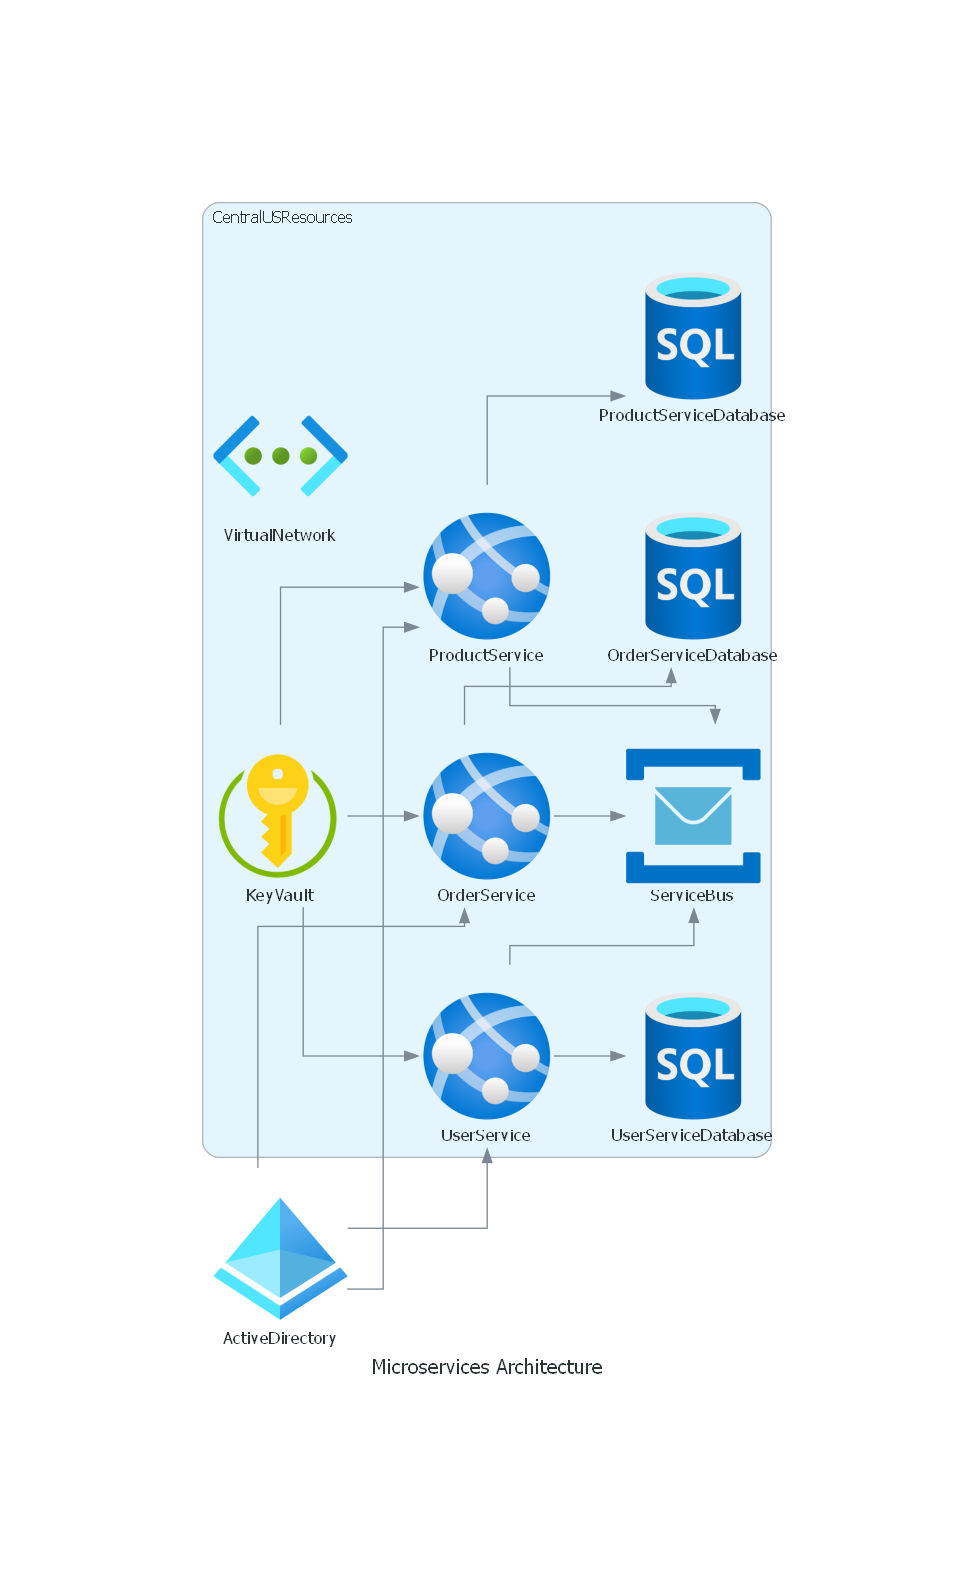 CentralUSResources
SQL
ProductServiceDatabase
VirtualNetwork
SQL
ProductService
OrderServiceDatabase
KeyVault
OrderService
ServiceBus
SQL
UserService
UserServiceDatabase
ActiveDirectory
Microservices Architecture